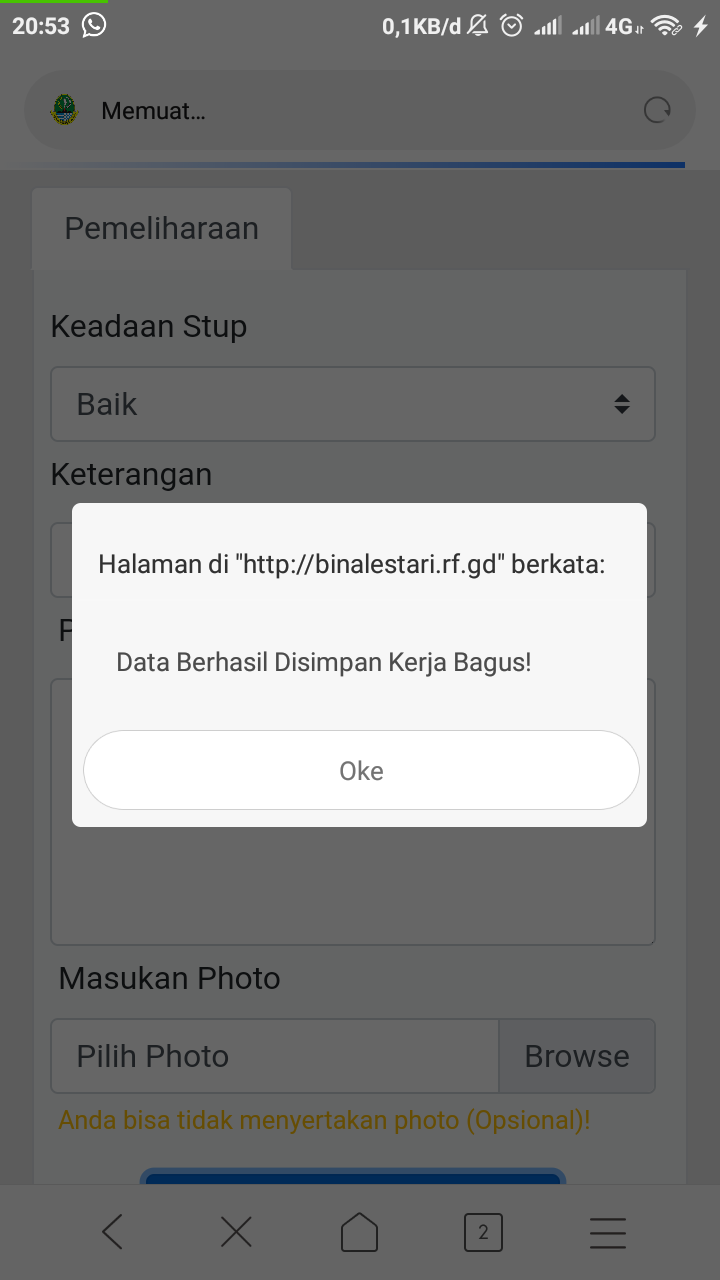 20:53 0,1KB/d 4G
Memuat...
Pemeliharaan
Keadaan Stup
Baik
Keterangan
Halaman di "http://binalestari.rf.gd" berkata:
P
Data Berhasil Disimpan Kerja Bagus!
Oke
Masukan Photo
Pilih Photo Browse
Anda bisa tidak menyertakan photo (Opsional)!
2